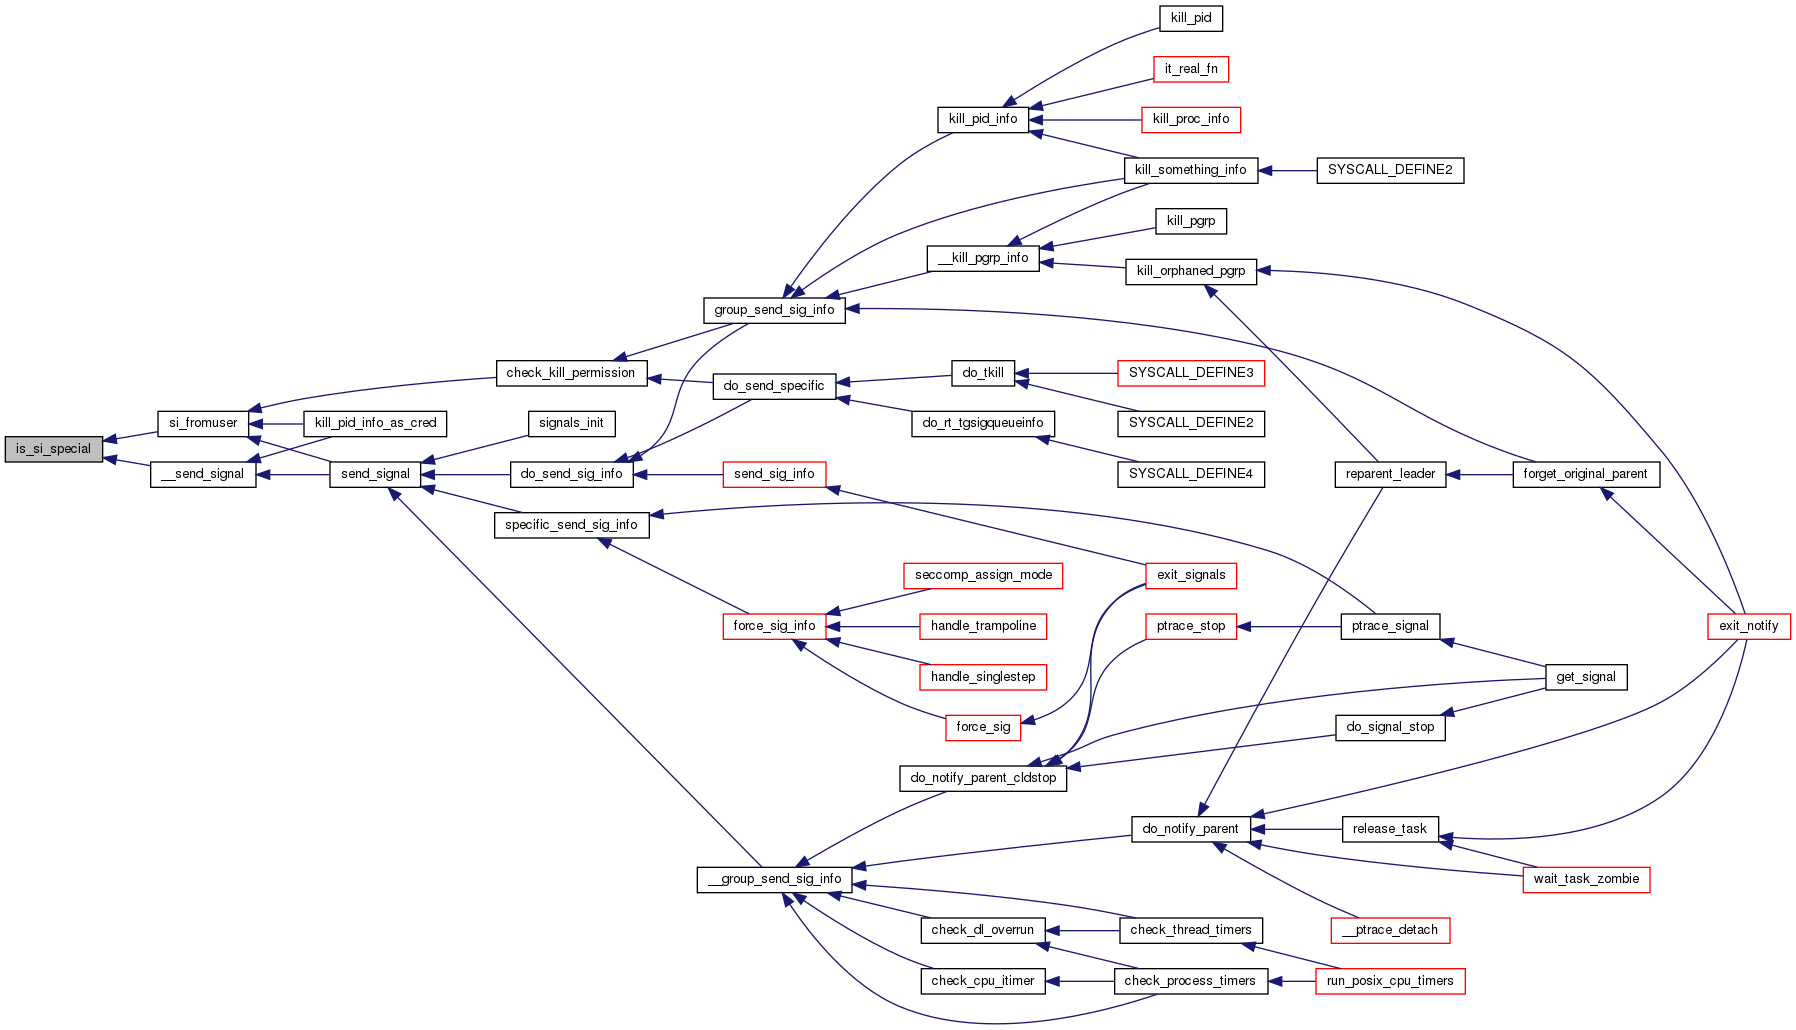 kill_pid
it_real_fn
kill_pid_info
kill_proc_info
kill_something_info
SYSCALL_DEFINE2
kill_pgrp
__kill_pgrp_info
kill_orphaned_pgrp
group_send_sig_info
check_kill_permission
do_send_specific
do_tkill
SYSCALL_DEFINE3
si_fromuser
kill_pid_info_as_cred
signals_init
do_rt_tgsigqueueinfo
SYSCALL_DEFINE2
is_si_special
__send_signal
send_signal
do_send_sig_info
send_sig_info
SYSCALL_DEFINE4
reparent_leader
forget_original_parent
specific_send_sig_info
seccomp_assign_mode
exit_signals
force_sig_info
handle_trampoline
ptrace_stop
ptrace_signal
exit_notify
handle_singlestep
get_signal
force_sig
do_signal_stop
do_notify_parent_cldstop
do_notify_parent
release_task
__group_send_sig_info
wait_task_zombie
check_dl_overrun
check_thread_timers
__ptrace_detach
check_cpu_itimer
check_process_timers
run_posix_cpu_timers